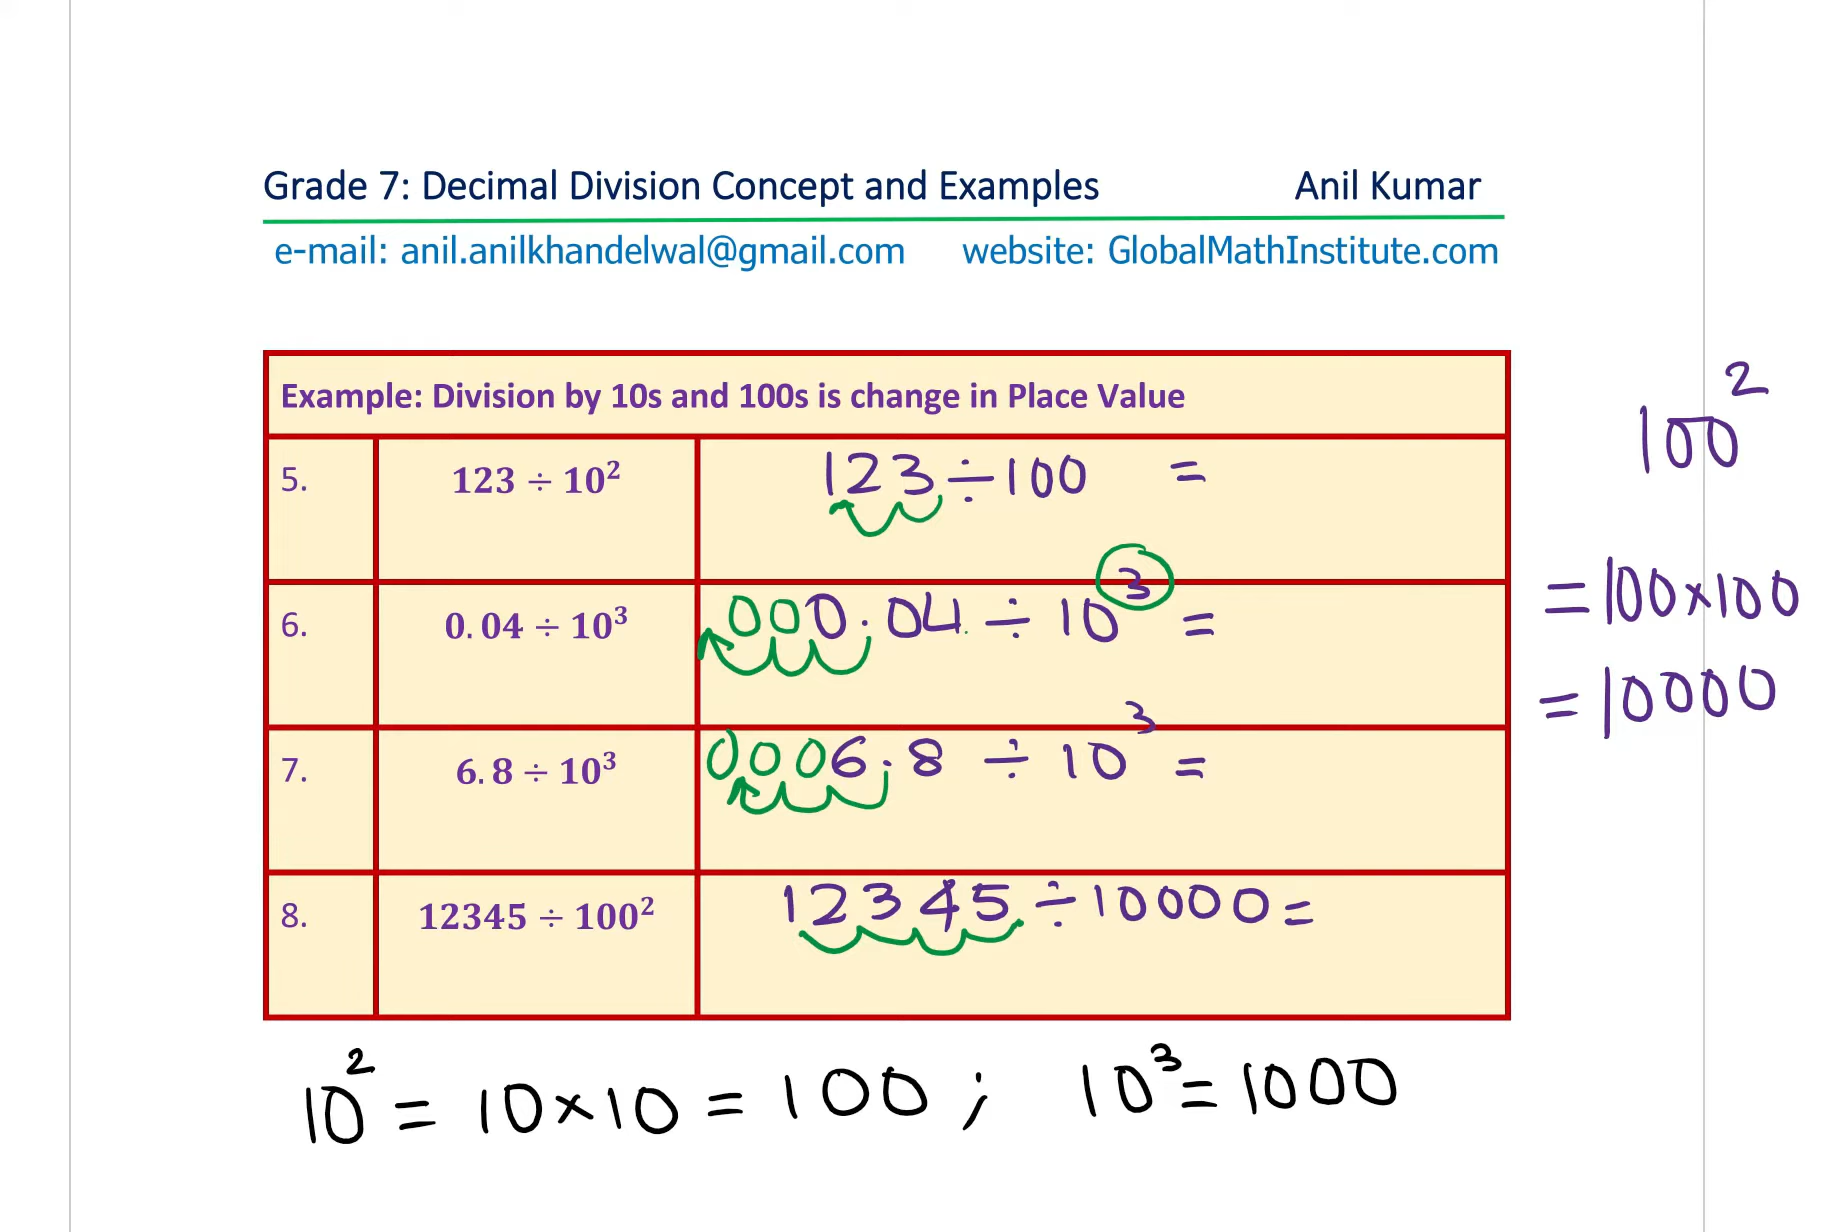 Grade 7: Decimal Division Concept and Examples Anil Kumar
e-mail: anil.anilkhandelwal@gmail.com website: GlobalMathInstitute.com
Example: Division by 10s and 100s is change in Place Value
5. 123 ÷ 10² 123. ÷ 100 =
6. 0.04 ÷ 10³ 000.04 ÷ 10³ =
7. 6.8 ÷ 10³ 0006.8 ÷ 10³ =
8. 12345 ÷ 100² 12345. ÷ 10000 =
100²
= 100 × 100
= 10000
10² = 10 × 10 = 100 ; 10³ = 1000